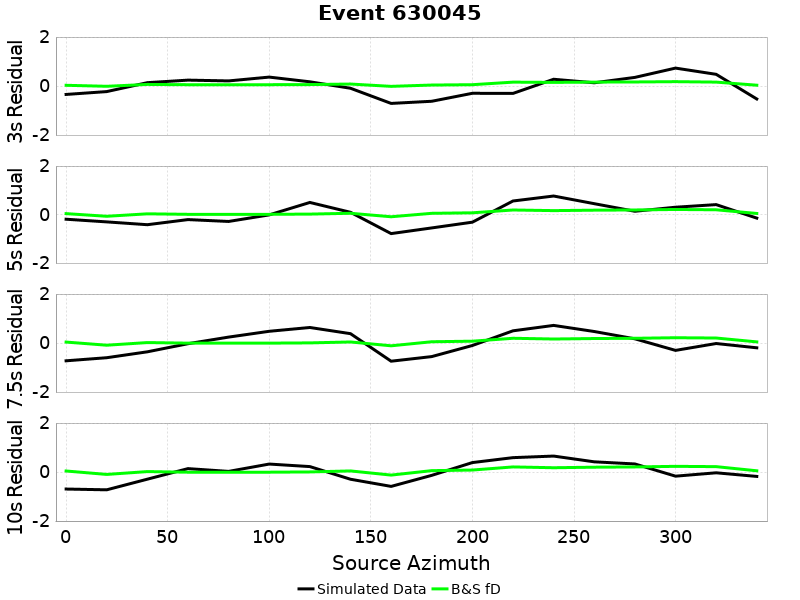 Event 630045
3s Residual
2
0
-2
5s Residual
2
0
-2
7.5s Residual
2
0
-2
10s Residual
2
0
-2
0 50 100 150 200 250 300
Source Azimuth
Simulated Data B&S fD